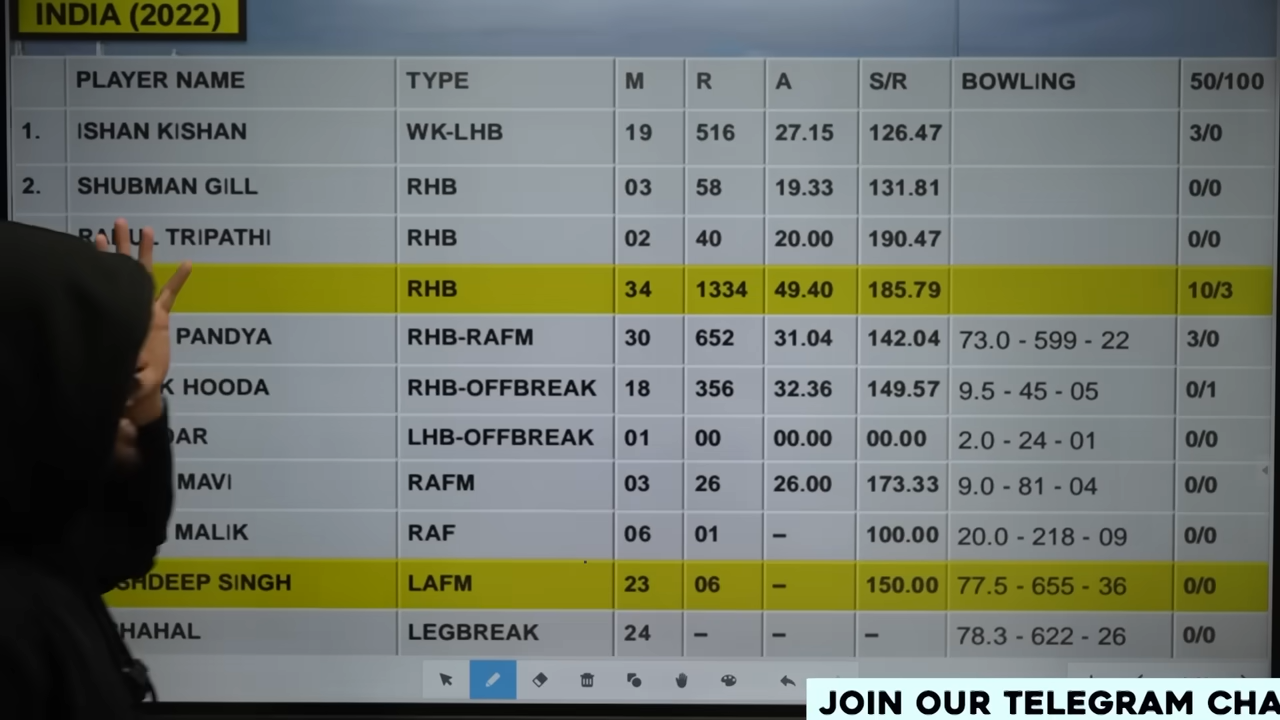 INDIA (2022)
PLAYER NAME TYPE M R A S/R BOWLING 50/100
1. ISHAN KISHAN WK-LHB 19 516 27.15 126.47 3/0
2. SHUBMAN GILL RHB 03 58 19.33 131.81 0/0
TRIPATHI RHB 02 40 20.00 190.47 0/0
RHB 34 1334 49.40 185.79 10/3
PANDYA RHB-RAFM 30 652 31.04 142.04 73.0 - 599 - 22 3/0
HOODA RHB-OFFBREAK 18 356 32.36 149.57 9.5 - 45 - 05 0/1
LHB-OFFBREAK 01 00 00.00 00.00 2.0 - 24 - 01 0/0
MAVI RAFM 03 26 26.00 173.33 9.0 - 81 - 04 0/0
MALIK RAF 06 01 – 100.00 20.0 - 218 - 09 0/0
SHDEEP SINGH LAFM 23 06 – 150.00 77.5 - 655 - 36 0/0
HAHAL LEGBREAK 24 – – – 78.3 - 622 - 26 0/0
JOIN OUR TELEGRAM CHA